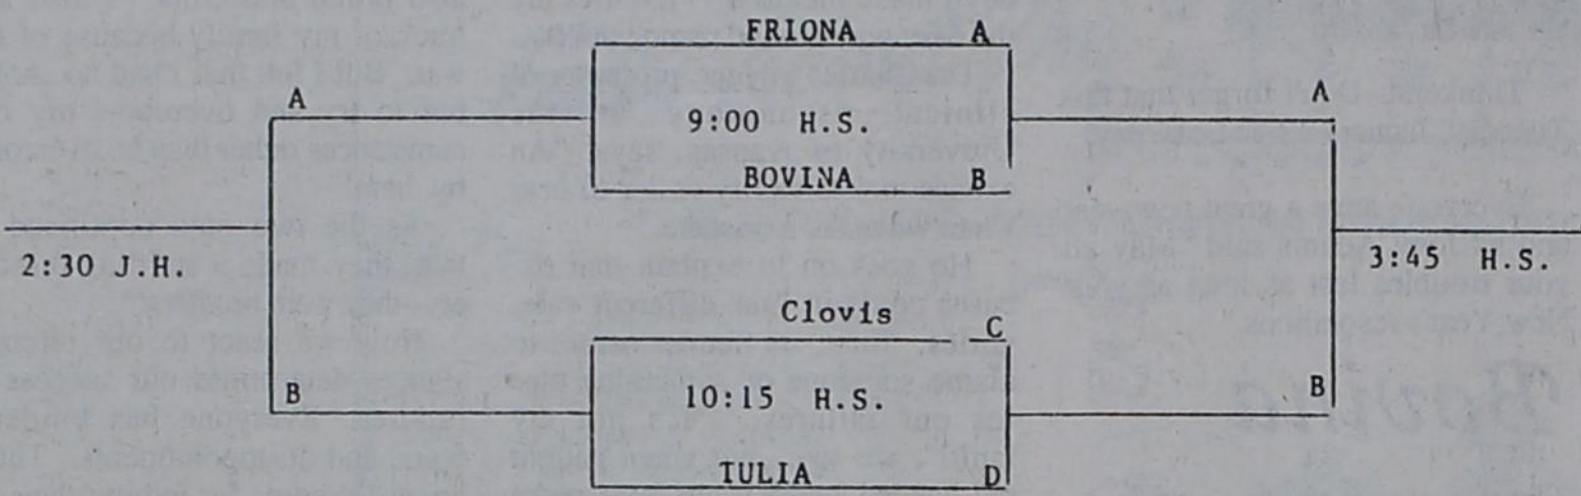 FRIONA A
A
A
9:00 H.S.
BOVINA B
2:30 J.H.
3:45 H.S.
Clovis C
B
B
10:15 H.S.
TULIA D